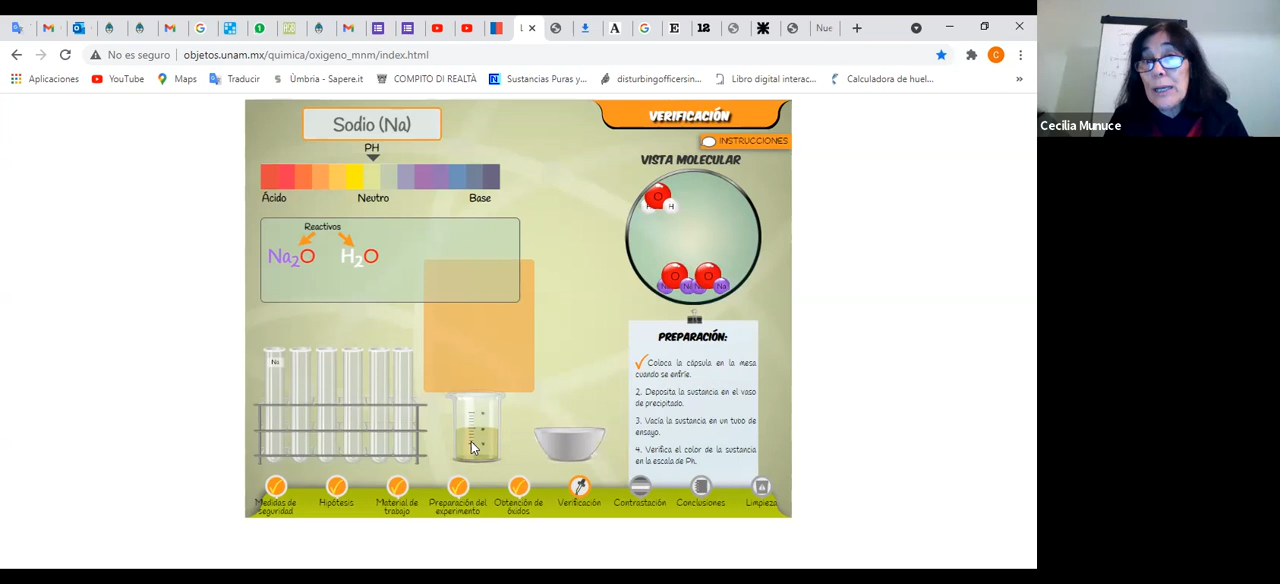 No es seguro
objetos.unam.mx/quimica/oxigeno_mnm/index.html
Aplicaciones
YouTube
Maps
Traducir
Ùmbria - Sapere.it
COMPITO DI REALTÀ
Sustancias Puras y...
disturbingofficersin...
Libro digital interac...
Calculadora de huel...
Nue
Cecilia Munuce
Sodio (Na)
VERIFICACIÓN
INSTRUCCIONES
PH
VISTA MOLECULAR
Ácido
Neutro
Base
Reactivos
Na₂O H₂O
O
H
O O
Na
Na
PREPARACIÓN:
Coloca la cápsula en la mesa
cuando se enfríe.
2. Deposita la sustancia en el vaso
de precipitado.
3. Vacía la sustancia en un tubo de
ensayo.
4. Verifica el color de la sustancia
en la escala de Ph.
Medidas de
seguridad
Hipótesis
Material de
trabajo
Preparación del
experimento
Obtención de
óxidos
Verificación
Contrastación
Conclusiones
Limpieza